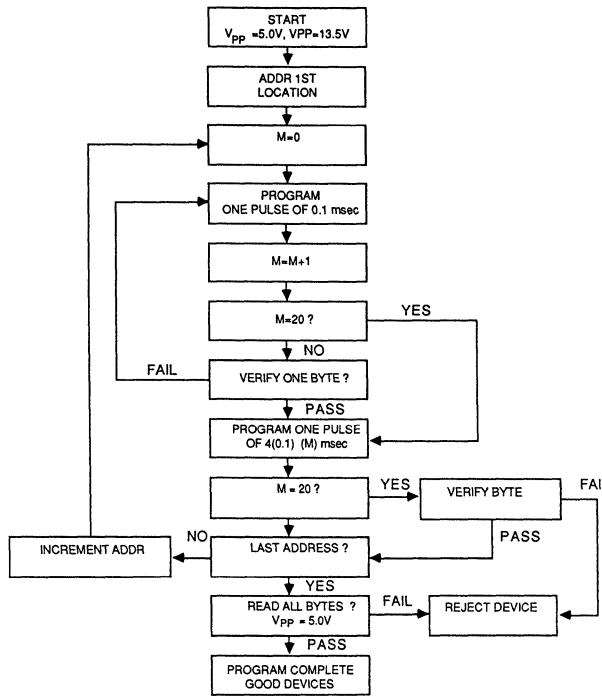 START
VPP =5.0V, VPP=13.5V
ADDR 1ST
LOCATION
M=0
PROGRAM
ONE PULSE OF 0.1 msec
M=M+1
M=20 ?
YES
NO
FAIL
VERIFY ONE BYTE ?
PASS
PROGRAM ONE PULSE
OF 4(0.1) (M) msec
M = 20 ?
YES
VERIFY BYTE
FAI
PASS
INCREMENT ADDR
NO
LAST ADDRESS ?
YES
READ ALL BYTES ?
VPP = 5.0V
FAIL
REJECT DEVICE
PASS
PROGRAM COMPLETE
GOOD DEVICES